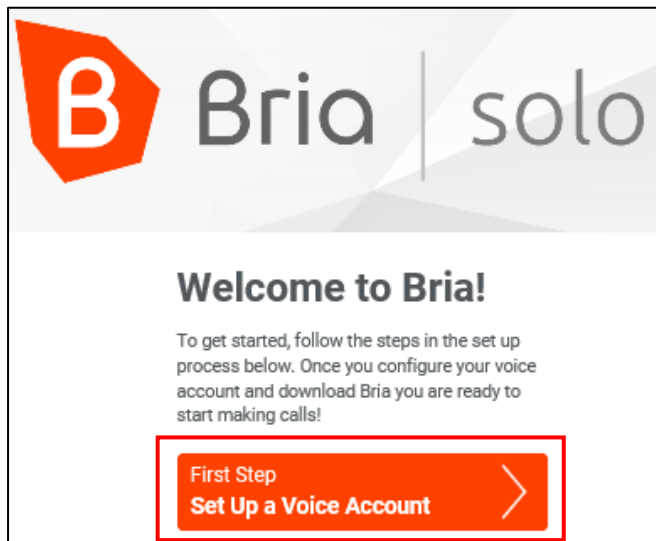 B Bria | solo
Welcome to Bria!
To get started, follow the steps in the set up
process below. Once you configure your voice
account and download Bria you are ready to
start making calls!
First Step
Set Up a Voice Account